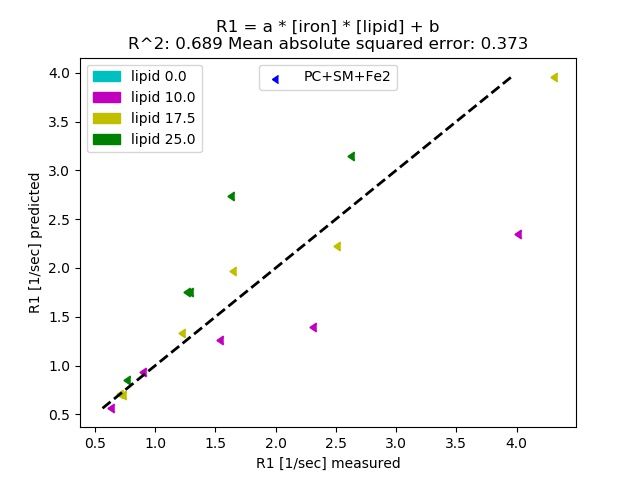 R1 = a * [iron] * [lipid] + b
R^2: 0.689 Mean absolute squared error: 0.373
lipid 0.0
lipid 10.0
lipid 17.5
lipid 25.0
PC+SM+Fe2
R1 [1/sec] predicted
4.0
3.5
3.0
2.5
2.0
1.5
1.0
0.5
0.5 1.0 1.5 2.0 2.5 3.0 3.5 4.0
R1 [1/sec] measured